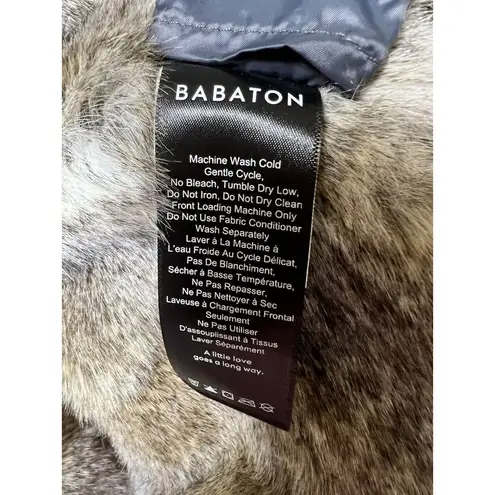 BABATON
Machine Wash Cold
Gentle Cycle,
No Bleach, Tumble Dry Low,
Do Not Iron, Do Not Dry Clean
Front Loading Machine Only
Do Not Use Fabric Conditioner
Wash Separately
Laver à La Machine à
L'eau Froide Au Cycle Délicat,
Pas De Blanchiment,
Sécher à Basse Température,
Ne Pas Repasser,
Ne Pas Nettoyer à Sec
Laveuse à Chargement Frontal
Seulement
Ne Pas Utiliser
D'assouplissant à Tissus
Laver Séparément
A little love
goes a long way.